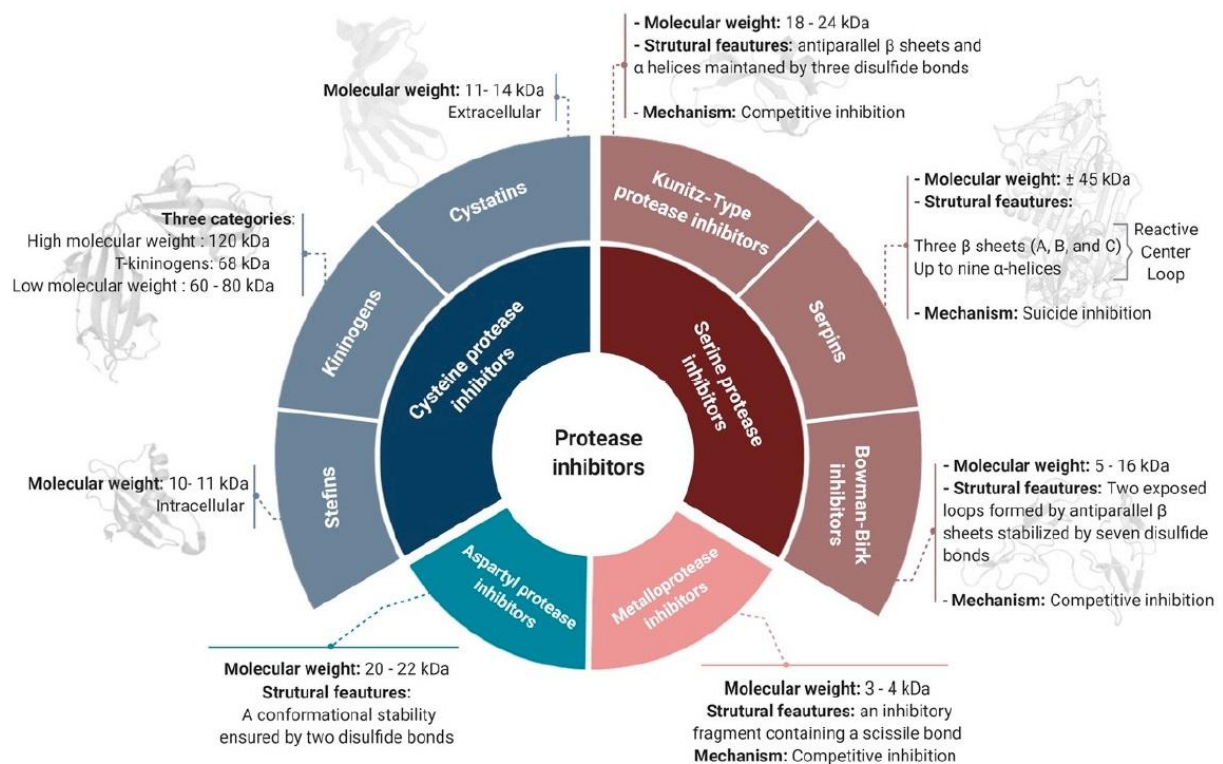 - Molecular weight: 18 - 24 kDa
- Strutural feautures: antiparallel β sheets and
α helices maintaned by three disulfide bonds
- Mechanism: Competitive inhibition
Molecular weight: 11- 14 kDa
Extracellular
Cystatins
Kunitz-Type
protease inhibitors
- Molecular weight: ± 45 kDa
- Strutural feautures:
Three β sheets (A, B, and C)
Up to nine α-helices
Reactive
Center
Loop
- Mechanism: Suicide inhibition
Three categories:
High molecular weight : 120 kDa
T-kininogens: 68 kDa
Low molecular weight : 60 - 80 kDa
Kininogens
Serpins
Cysteine protease
inhibitors
Serine protease
inhibitors
Protease
inhibitors
Molecular weight: 10- 11 kDa
Intracellular
Stefins
Bowman-Birk
inhibitors
- Molecular weight: 5 - 16 kDa
- Strutural feautures: Two exposed
loops formed by antiparallel β
sheets stabilized by seven disulfide
bonds
- Mechanism: Competitive inhibition
Aspartyl protease
inhibitors
Metalloprotease
inhibitors
Molecular weight: 20 - 22 kDa
Strutural feautures:
A conformational stability
ensured by two disulfide bonds
Molecular weight: 3 - 4 kDa
Strutural feautures: an inhibitory
fragment containing a scissile bond
Mechanism: Competitive inhibition